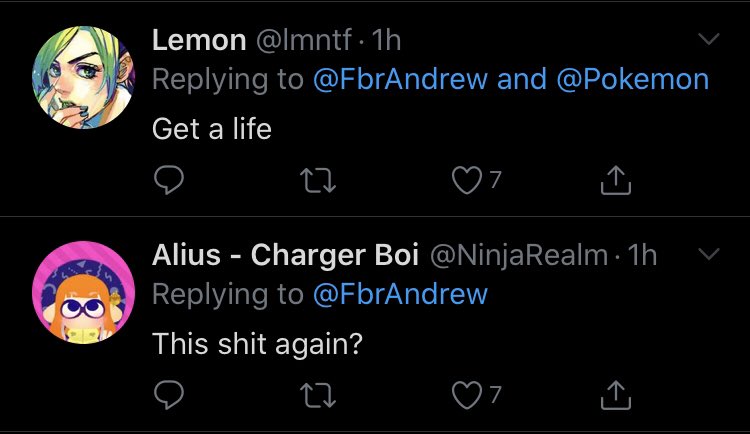 Lemon @lmntf · 1h
Replying to @FbrAndrew and @Pokemon
Get a life
7
Alius - Charger Boi @NinjaRealm · 1h
Replying to @FbrAndrew
This shit again?
7